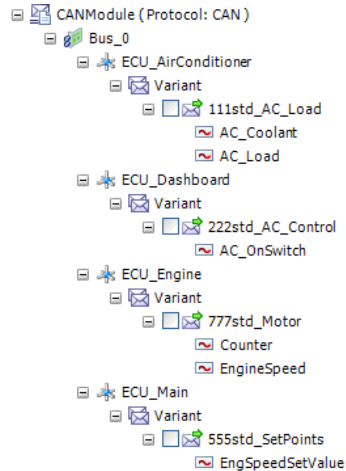 CANModule (Protocol: CAN )
Bus_0
ECU_AirConditioner
Variant
111std_AC_Load
AC_Coolant
AC_Load
ECU_Dashboard
Variant
222std_AC_Control
AC_OnSwitch
ECU_Engine
Variant
777std_Motor
Counter
EngineSpeed
ECU_Main
Variant
555std_SetPoints
EngSpeedSetValue